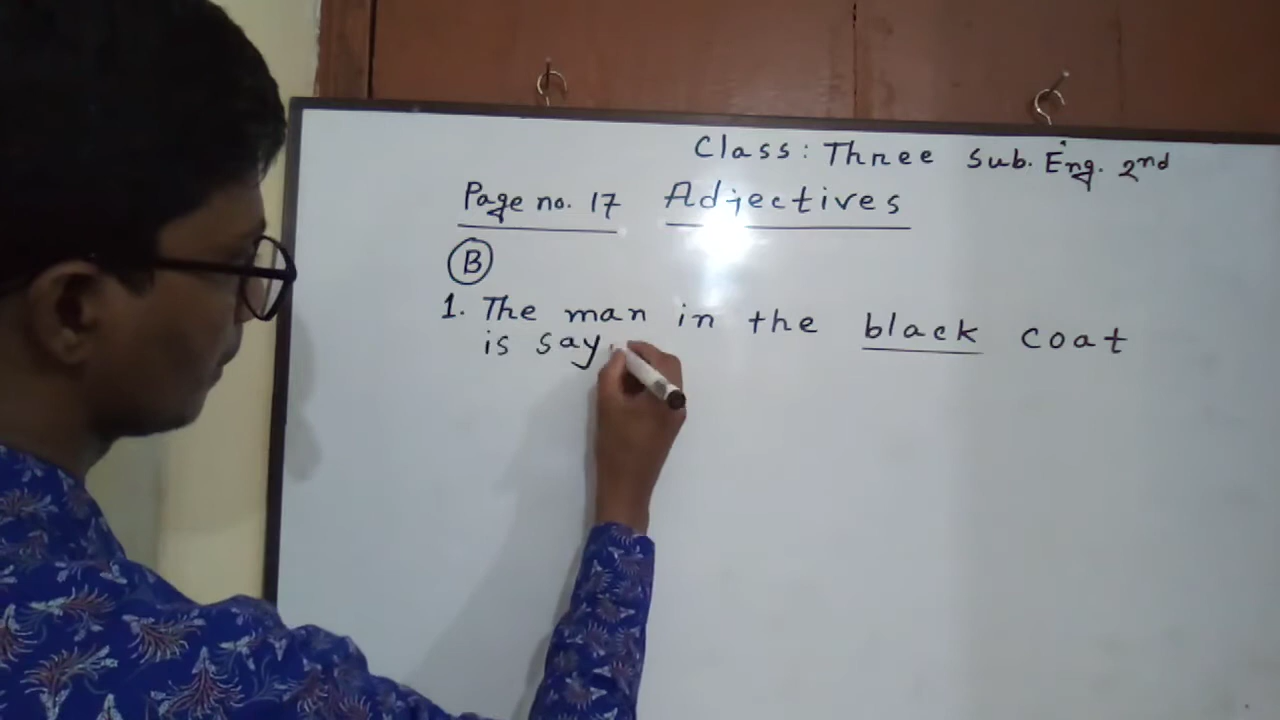 Class: Three Sub. Eng. 2nd
Page no. 17 Adjectives
B
1. The man in the black coat
is say